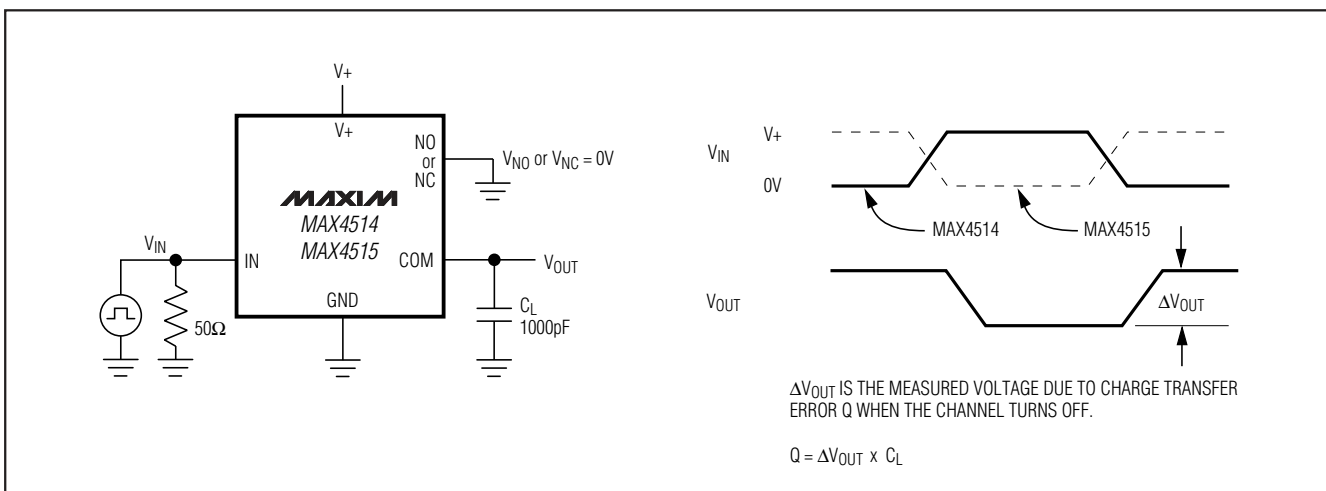 V+
V+
NO
or
NC
V_NO or V_NC = 0V
MAXIM
MAX4514
MAX4515
V_IN
IN
COM
V_OUT
GND
C_L
1000pF
50Ω
V+
V_IN
0V
MAX4514
MAX4515
V_OUT
ΔV_OUT
ΔV_OUT IS THE MEASURED VOLTAGE DUE TO CHARGE TRANSFER
ERROR Q WHEN THE CHANNEL TURNS OFF.
Q = ΔV_OUT x C_L